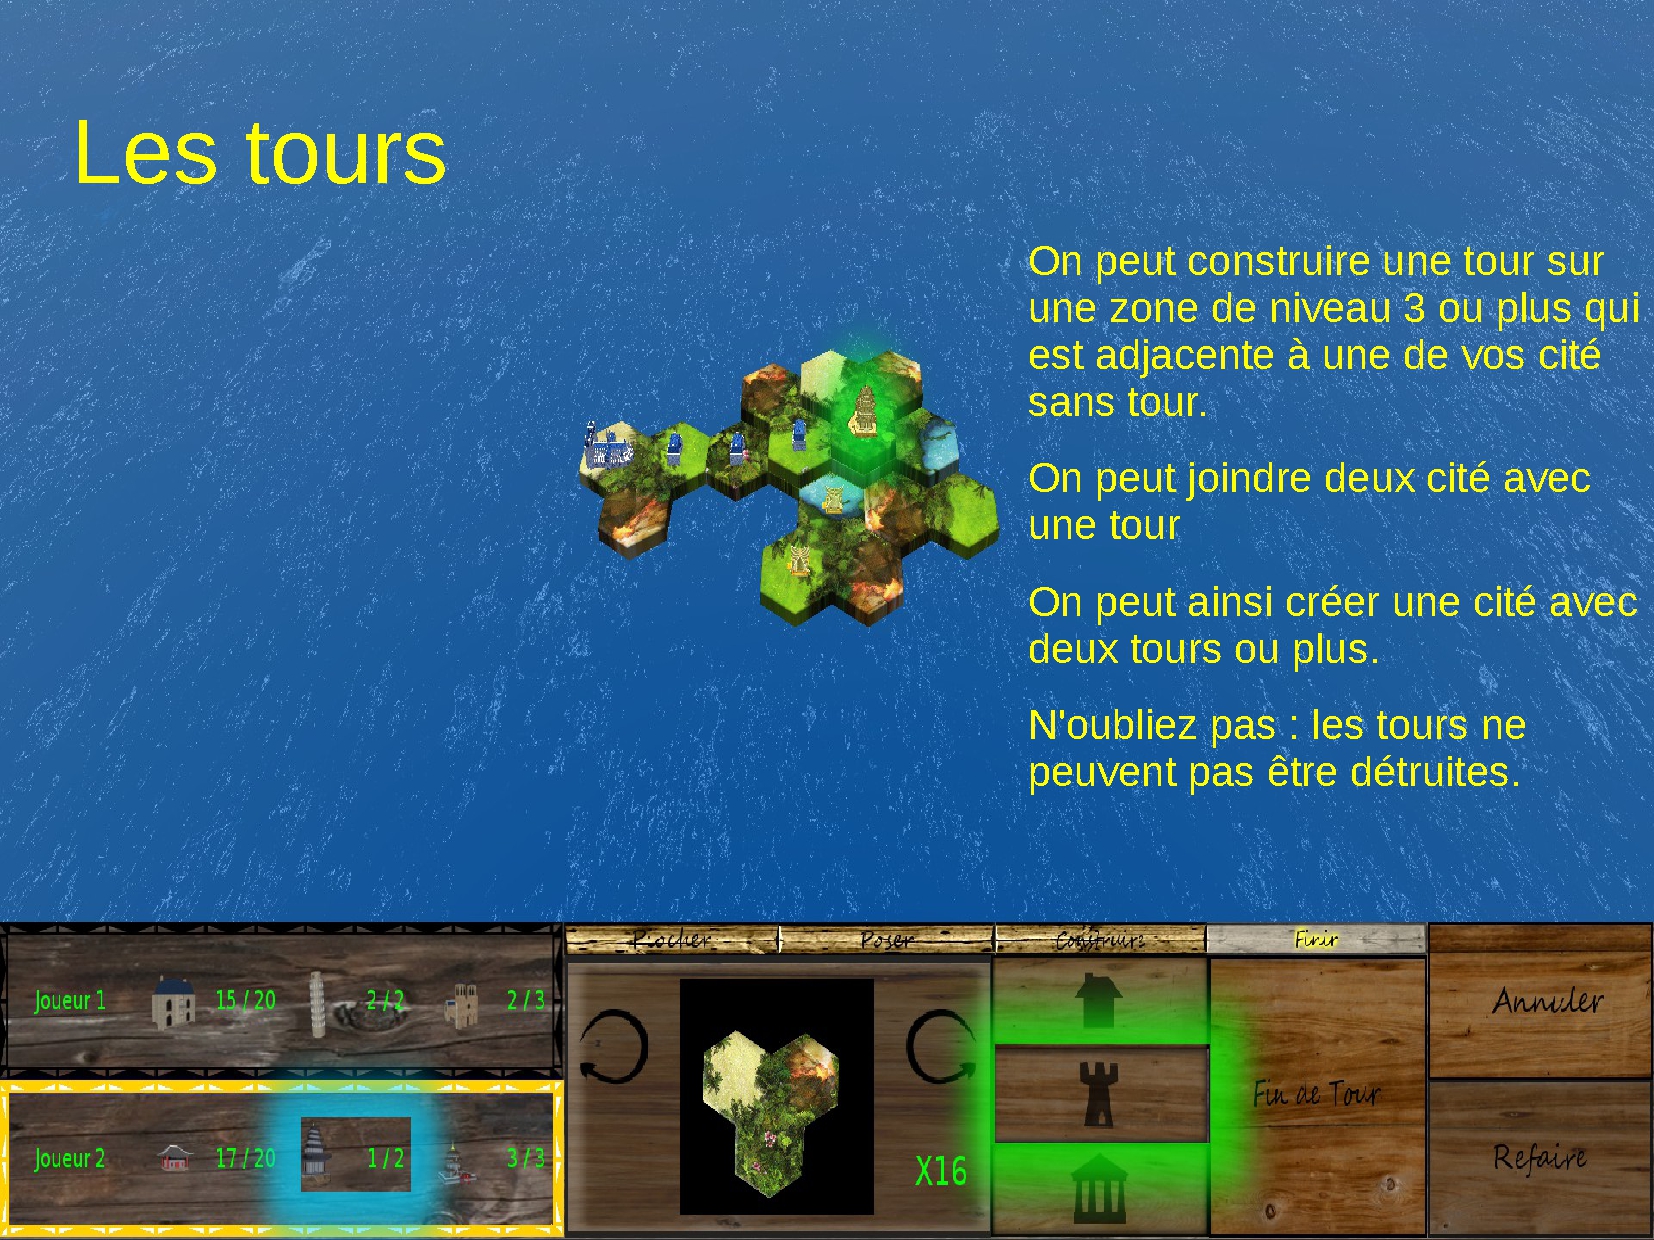 Les tours
On peut construire une tour sur
une zone de niveau 3 ou plus qui
est adjacente à une de vos cité
sans tour.
On peut joindre deux cité avec
une tour
On peut ainsi créer une cité avec
deux tours ou plus.
N'oubliez pas : les tours ne
peuvent pas être détruites.
Piocher Poser Construire Finir
Joueur 1 15 / 20 2 / 2 2 / 3
Annuler
Fin de Tour
Joueur 2 17 / 20 1 / 2 3 / 3
X16
Refaire